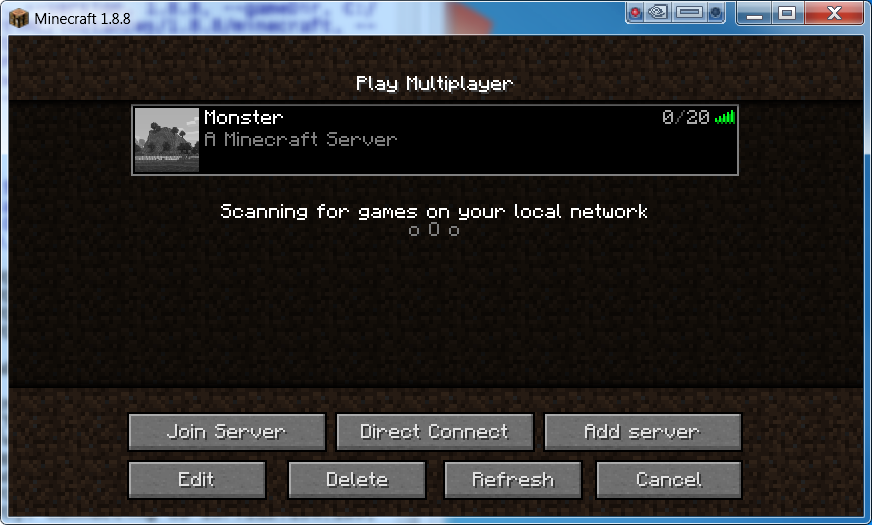 Minecraft 1.8.8
Play Multiplayer
Monster 0/20
A Minecraft Server
Scanning for games on your local network
o O o
Join Server Direct Connect Add server
Edit Delete Refresh Cancel